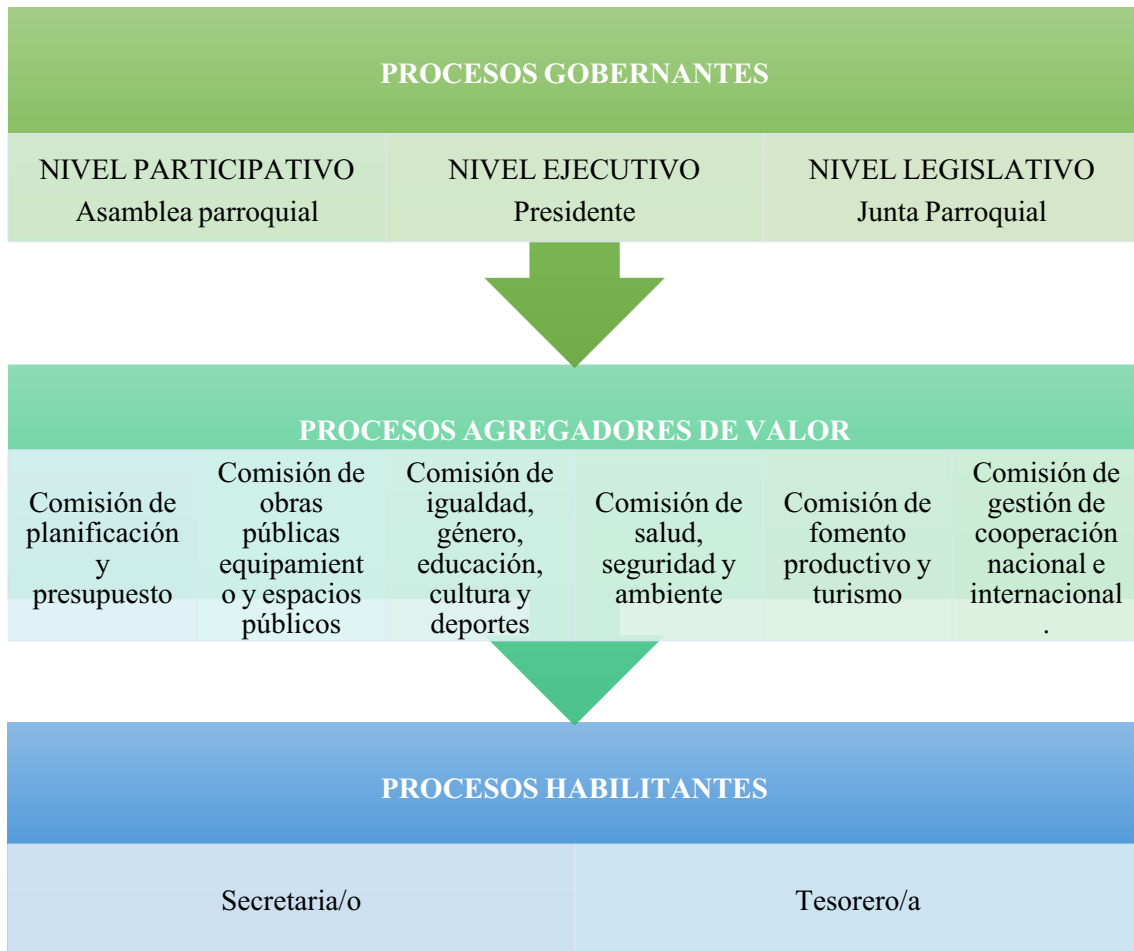 PROCESOS GOBERNANTES
NIVEL PARTICIPATIVO
Asamblea parroquial
NIVEL EJECUTIVO
Presidente
NIVEL LEGISLATIVO
Junta Parroquial
PROCESOS AGREGADORES DE VALOR
Comisión de
planificación
y
presupuesto
Comisión de
obras
públicas
equipamient
o y espacios
públicos
Comisión de
igualdad,
género,
educación,
cultura y
deportes
Comisión de
salud,
seguridad y
ambiente
Comisión de
fomento
productivo y
turismo
Comisión de
gestión de
cooperación
nacional e
internacional
.
PROCESOS HABILITANTES
Secretaria/o
Tesorero/a